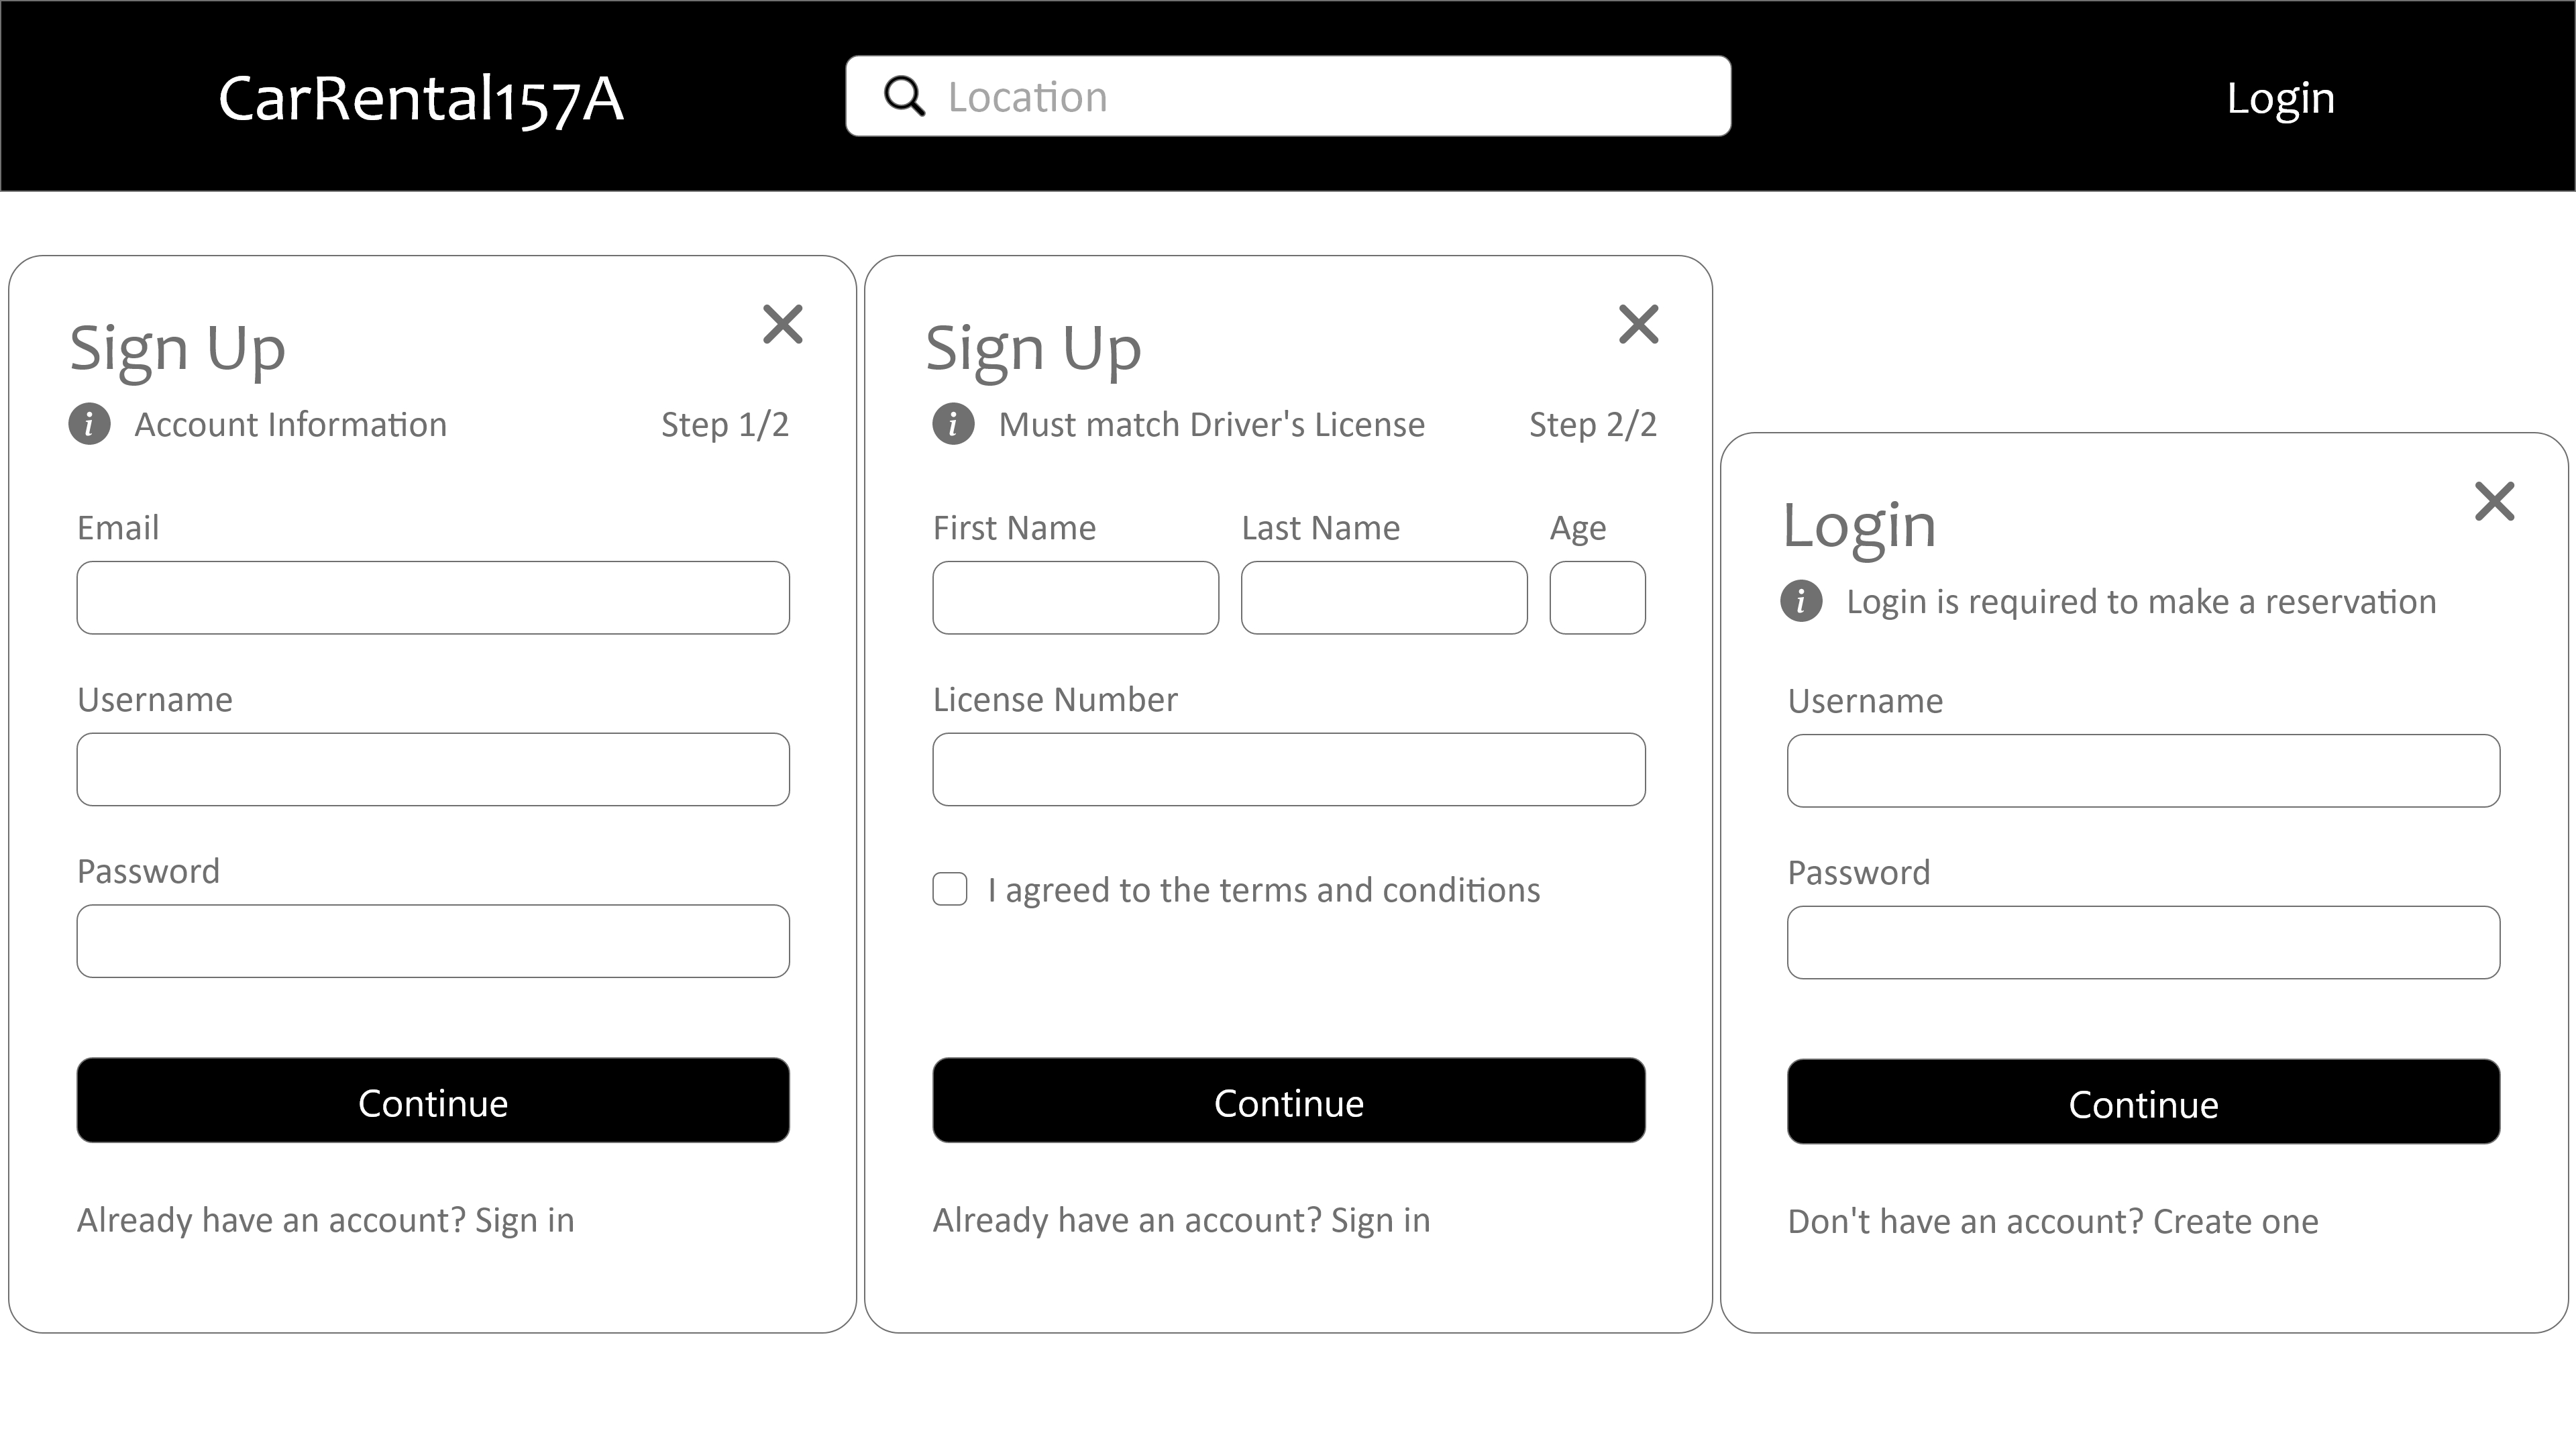 CarRental157A
Location
Login
Sign Up
Account Information
Step 1/2
Email
Username
Password
Continue
Already have an account? Sign in
Sign Up
Must match Driver's License
Step 2/2
First Name
Last Name
Age
License Number
I agreed to the terms and conditions
Continue
Already have an account? Sign in
Login
Login is required to make a reservation
Username
Password
Continue
Don't have an account? Create one